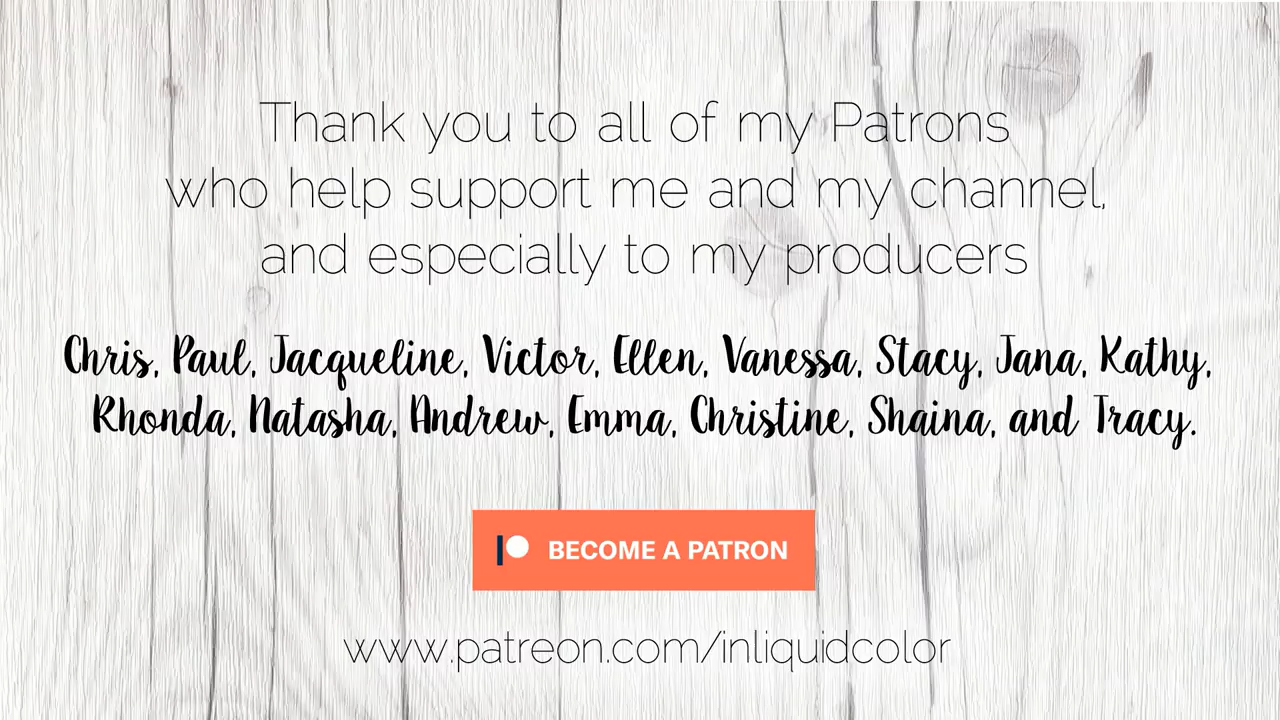 Thank you to all of my Patrons
who help support me and my channel,
and especially to my producers
Chris, Paul, Jacqueline, Victor, Ellen, Vanessa, Stacy, Jana, Kathy,
Rhonda, Natasha, Andrew, Emma, Christine, Shaina, and Tracy.
BECOME A PATRON
www.patreon.com/inliquidcolor